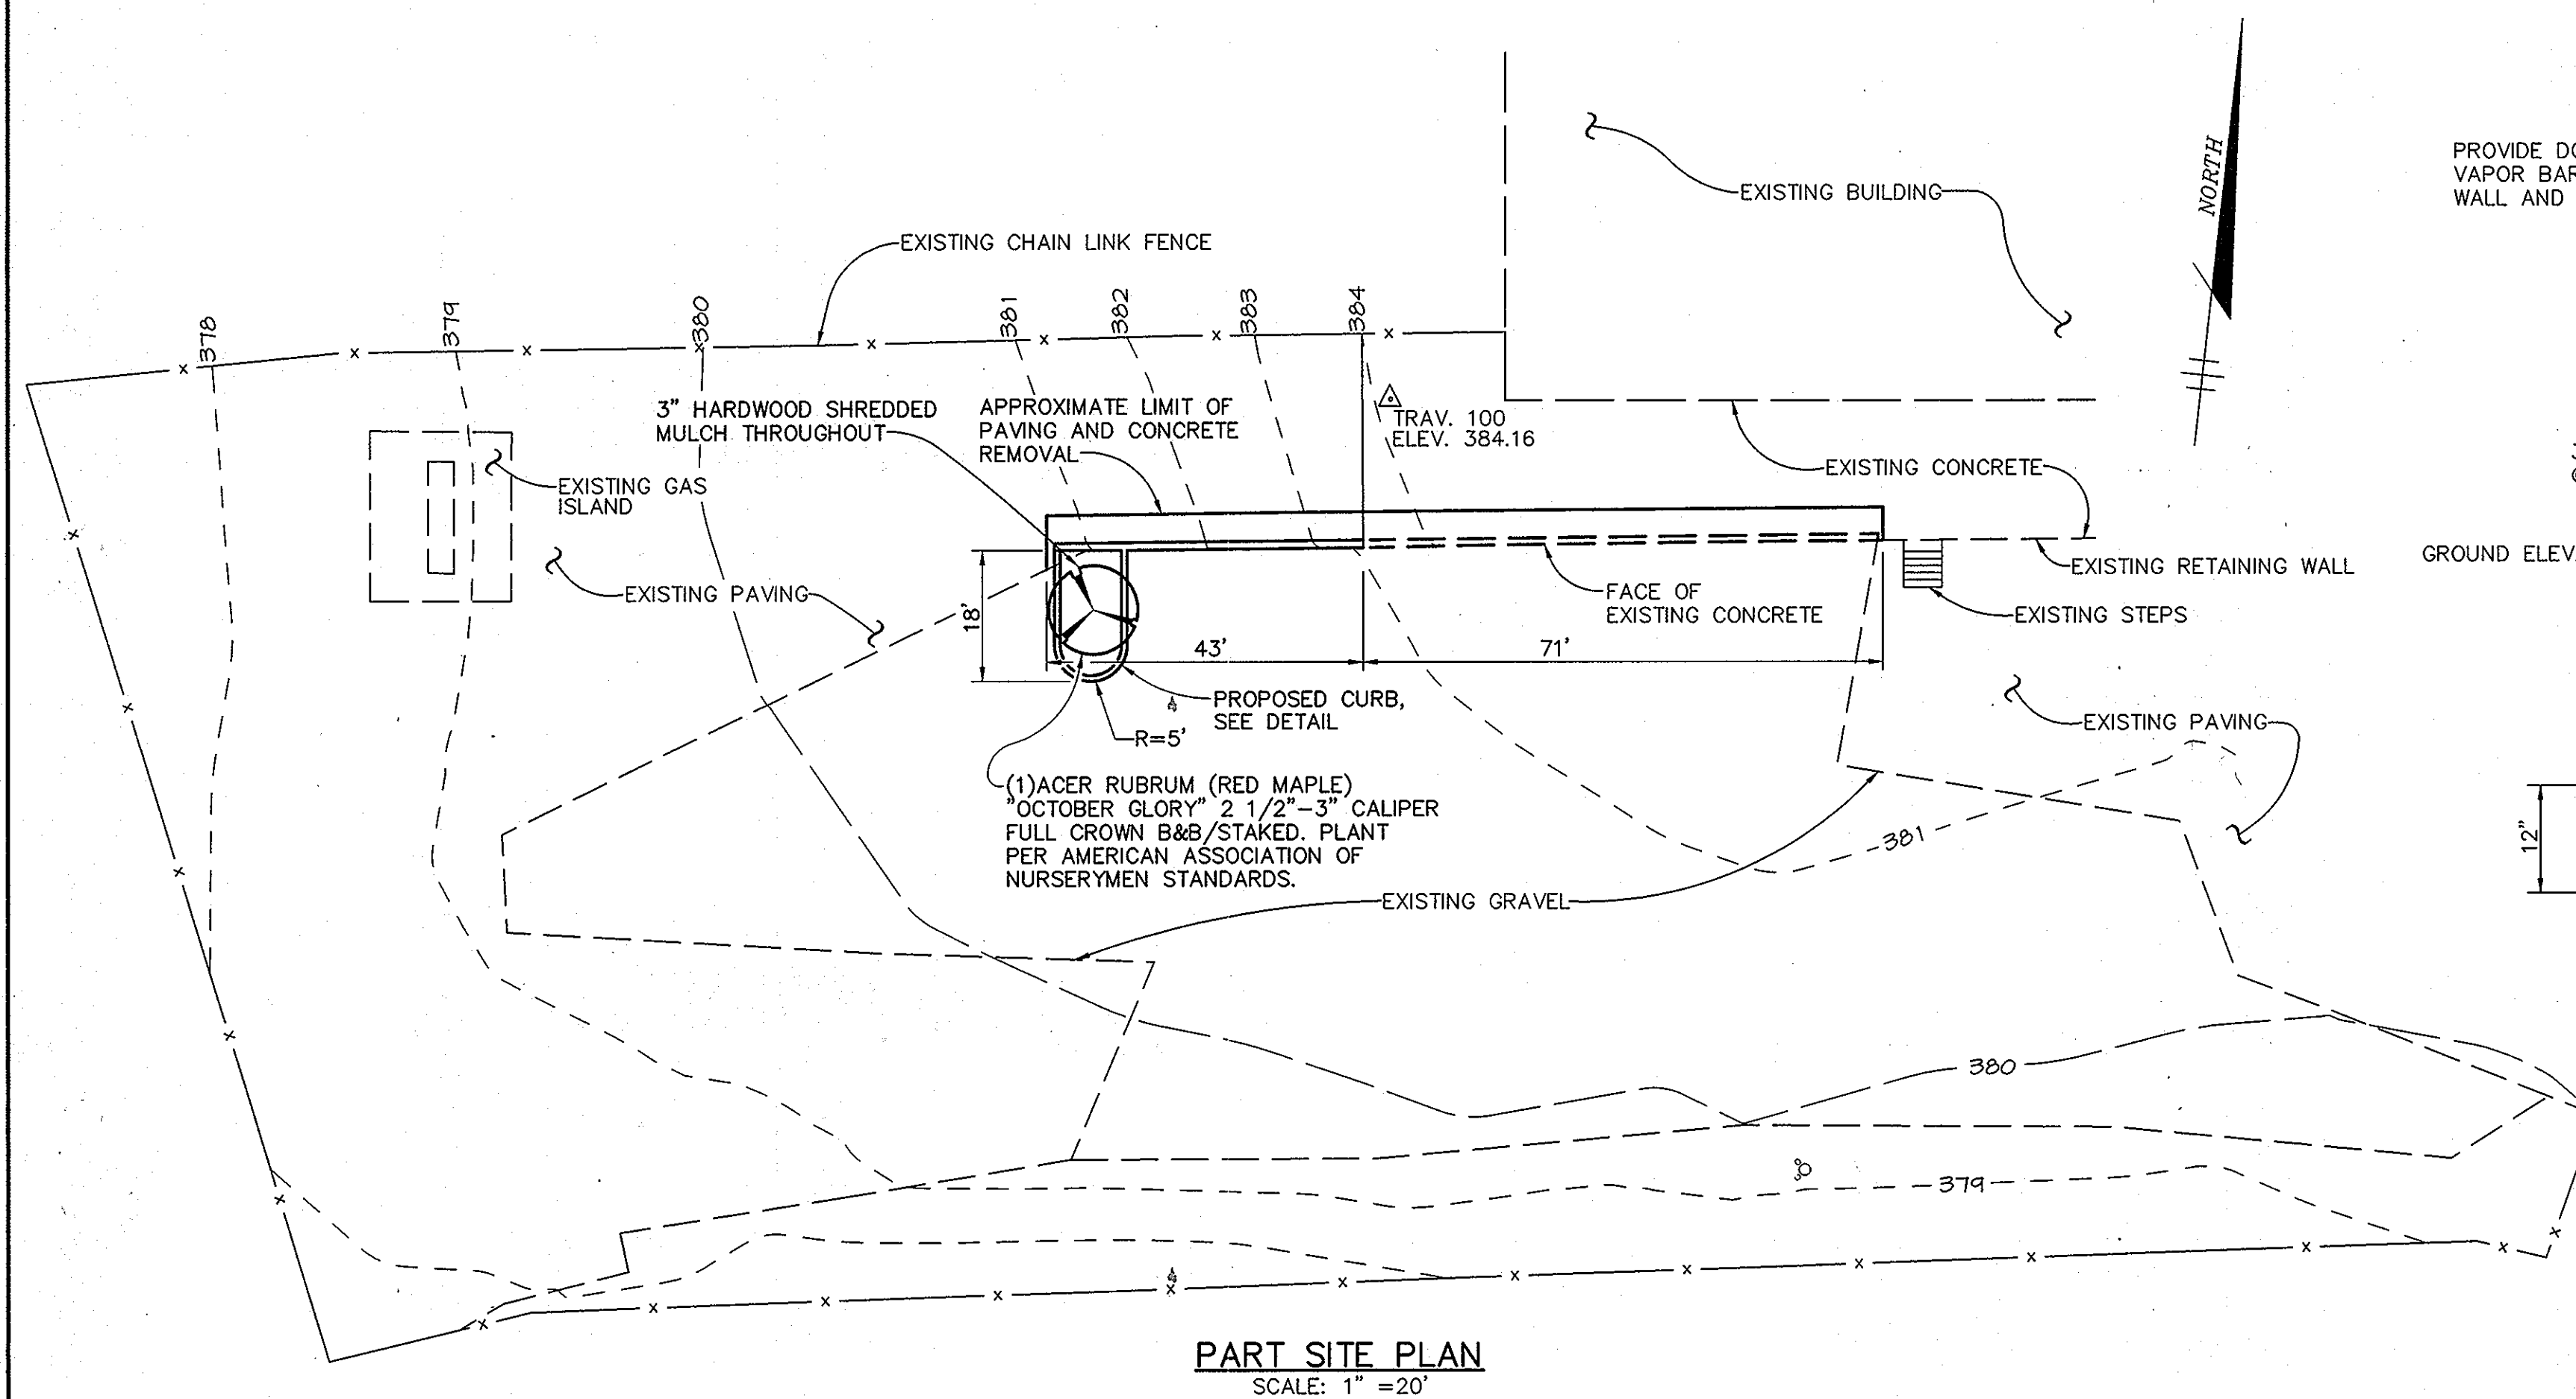 PROVIDE
VAPOR
WALL AND
NORTH
EXISTING BUILDING
EXISTING CHAIN LINK FENCE
378
379
380
381
382
383
384
3" HARDWOOD SHREDDED
MULCH THROUGHOUT
APPROXIMATE LIMIT OF
PAVING AND CONCRETE
REMOVAL
TRAV. 100
ELEV. 384.16
EXISTING CONCRETE
EXISTING GAS
ISLAND
EXISTING PAVING
18'
43'
71'
FACE OF
EXISTING CONCRETE
EXISTING RETAINING WALL
GROUND
EXISTING STEPS
PROPOSED CURB,
SEE DETAIL
R=5'
EXISTING PAVING
(1)ACER RUBRUM (RED MAPLE)
"OCTOBER GLORY" 2 1/2"-3" CALIPER
FULL CROWN B&B/STAKED. PLANT
PER AMERICAN ASSOCIATION OF
NURSERYMEN STANDARDS.
381
12"
EXISTING GRAVEL
380
379
PART SITE PLAN
SCALE: 1" =20'